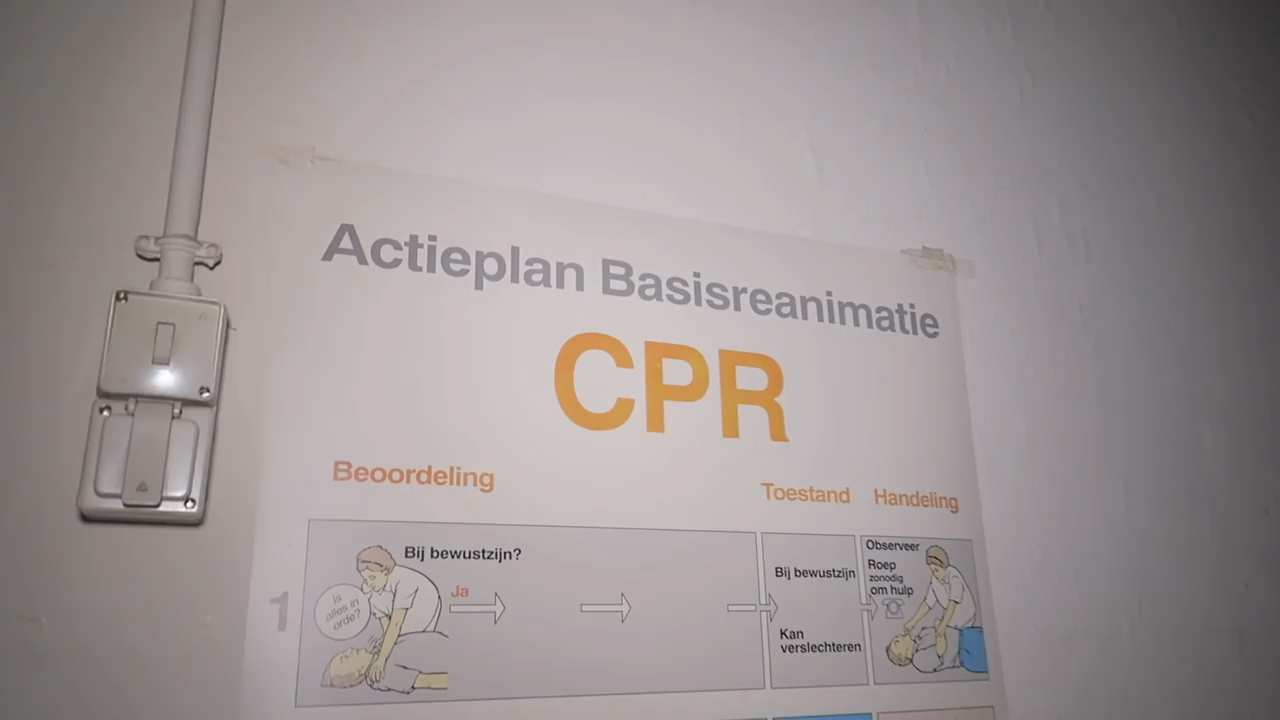 Actieplan Basisreanimatie
CPR
Beoordeling
Toestand
Handeling
1
Bij bewustzijn?
Is
alles in
orde?
Ja
Bij bewustzijn
Kan
verslechteren
Observeer
Roep
zonodig
om hulp